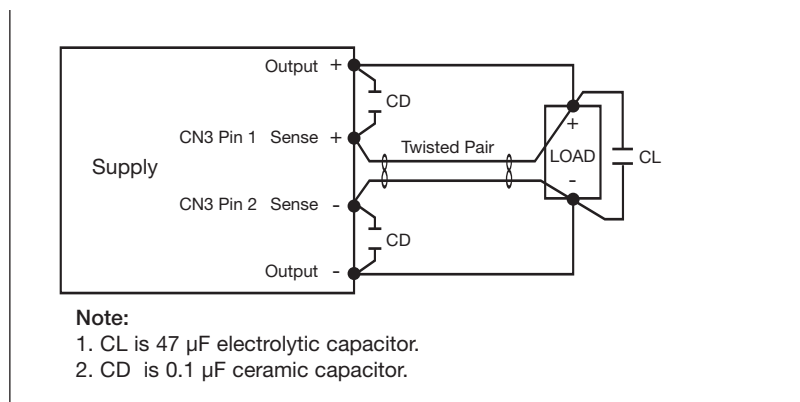 Output +
CD
CN3 Pin 1 Sense +
Twisted Pair
+
LOAD
-
CL
Supply
CN3 Pin 2 Sense -
CD
Output -
Note:
1. CL is 47 µF electrolytic capacitor.
2. CD is 0.1 µF ceramic capacitor.